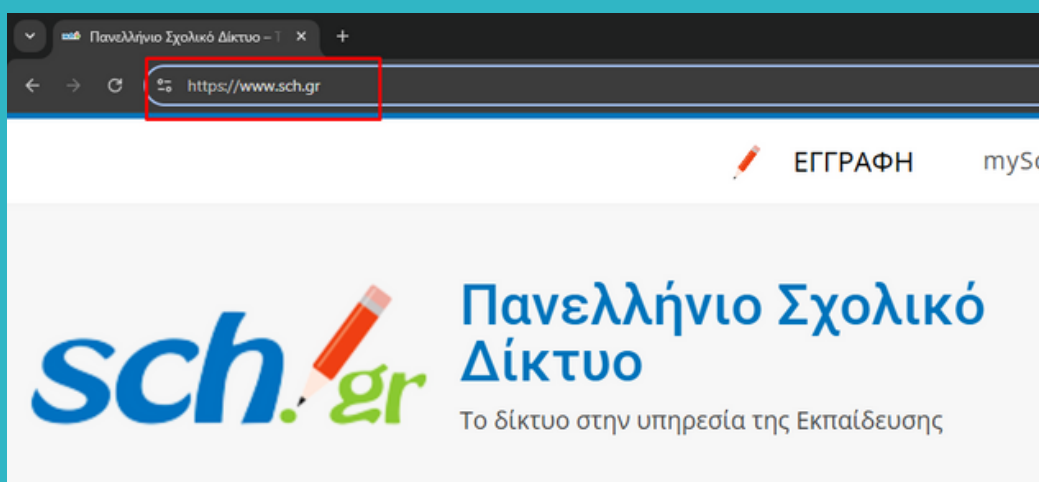 Πανελλήνιο Σχολικό Δίκτυο – Τ
https://www.sch.gr
ΕΓΓΡΑΦΗ mySc
sch.gr
Πανελλήνιο Σχολικό
Δίκτυο
Το δίκτυο στην υπηρεσία της Εκπαίδευσης